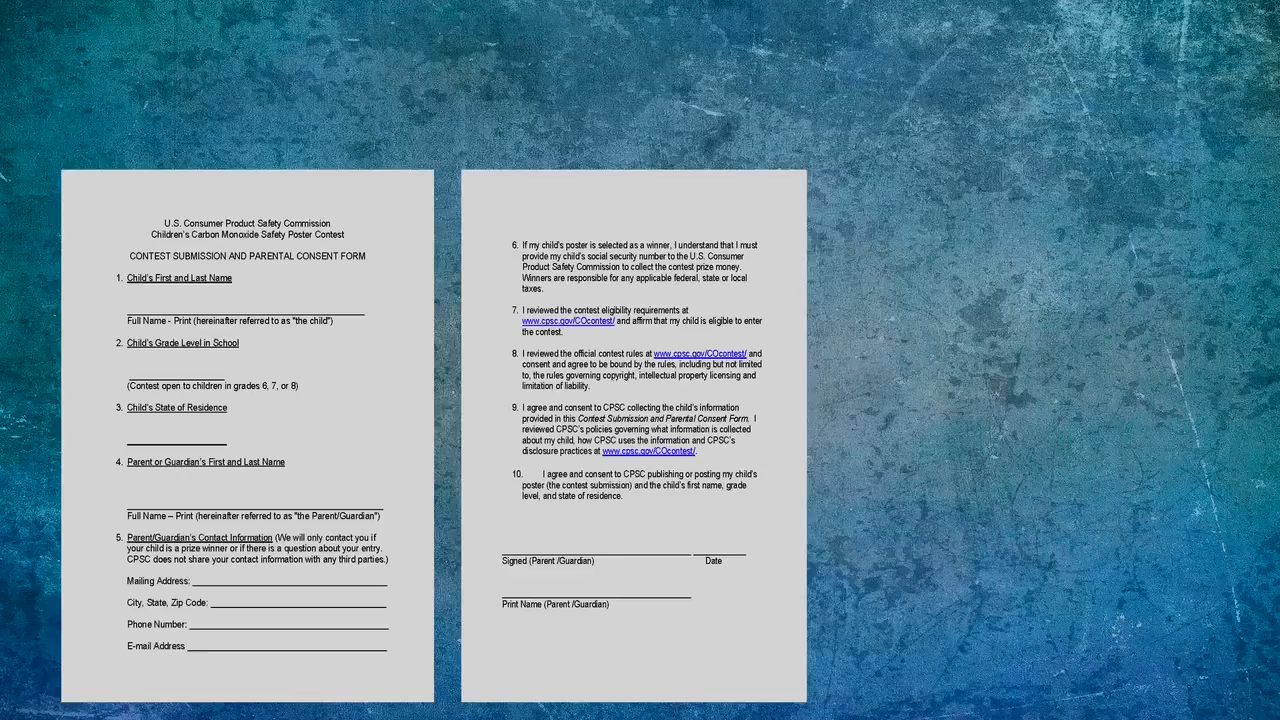 U.S. Consumer Product Safety Commission
Children's Carbon Monoxide Safety Poster Contest
CONTEST SUBMISSION AND PARENTAL CONSENT FORM
1. Child's First and Last Name
Full Name - Print (hereinafter referred to as "the child")
2. Child's Grade Level in School
(Contest open to children in grades 6, 7, or 8)
3. Child's State of Residence
4. Parent or Guardian's First and Last Name
Full Name – Print (hereinafter referred to as "the Parent/Guardian")
5. Parent/Guardian's Contact Information (We will only contact you if
your child is a prize winner or if there is a question about your entry.
CPSC does not share your contact information with any third parties.)
Mailing Address:
City, State, Zip Code:
Phone Number:
E-mail Address
6. If my child's poster is selected as a winner, I understand that I must
provide my child's social security number to the U.S. Consumer
Product Safety Commission to collect the contest prize money.
Winners are responsible for any applicable federal, state or local
taxes.
7. I reviewed the contest eligibility requirements at
www.cpsc.gov/COcontest/ and affirm that my child is eligible to enter
the contest.
8. I reviewed the official contest rules at www.cpsc.gov/COcontest/ and
consent and agree to be bound by the rules, including but not limited
to, the rules governing copyright, intellectual property licensing and
limitation of liability.
9. I agree and consent to CPSC collecting the child's information
provided in this Contest Submission and Parental Consent Form. I
reviewed CPSC's policies governing what information is collected
about my child, how CPSC uses the information and CPSC's
disclosure practices at www.cpsc.gov/COcontest/.
10. I agree and consent to CPSC publishing or posting my child's
poster (the contest submission) and the child's first name, grade
level, and state of residence.
Signed (Parent /Guardian) Date
Print Name (Parent /Guardian)